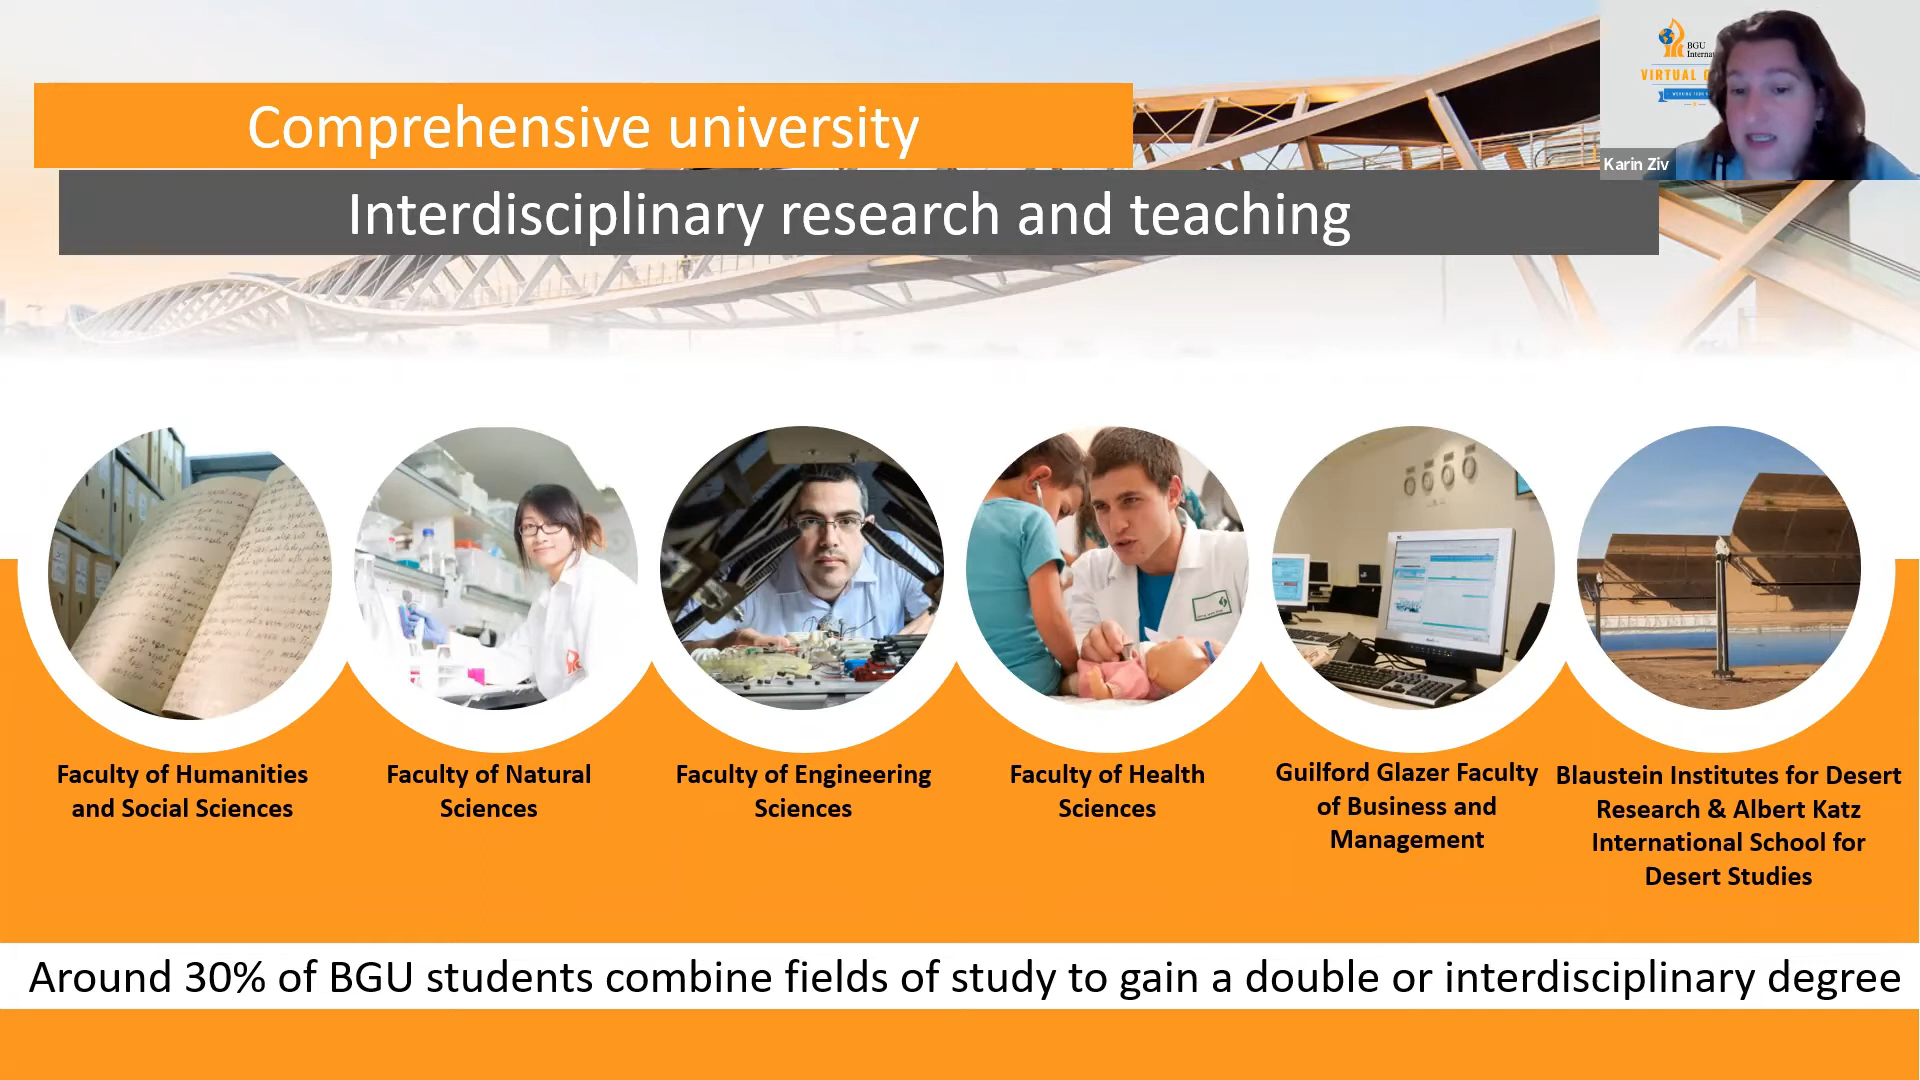 Comprehensive university
Interdisciplinary research and teaching
BGU
VIRTUAL
Karin Ziv
Faculty of Humanities
and Social Sciences
Faculty of Natural
Sciences
Faculty of Engineering
Sciences
Faculty of Health
Sciences
Guilford Glazer Faculty
of Business and
Management
Blaustein Institutes for Desert
Research & Albert Katz
International School for
Desert Studies
Around 30% of BGU students combine fields of study to gain a double or interdisciplinary degree